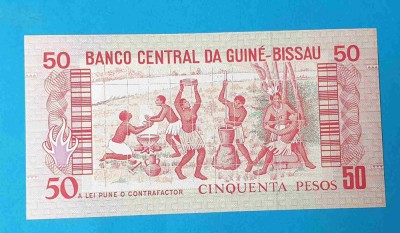 50 BANCO CENTRAL DA GUINÉ-BISSAU 50
50 A LEI PUNE O CONTRAFACTOR CINQUENTA PESOS 50